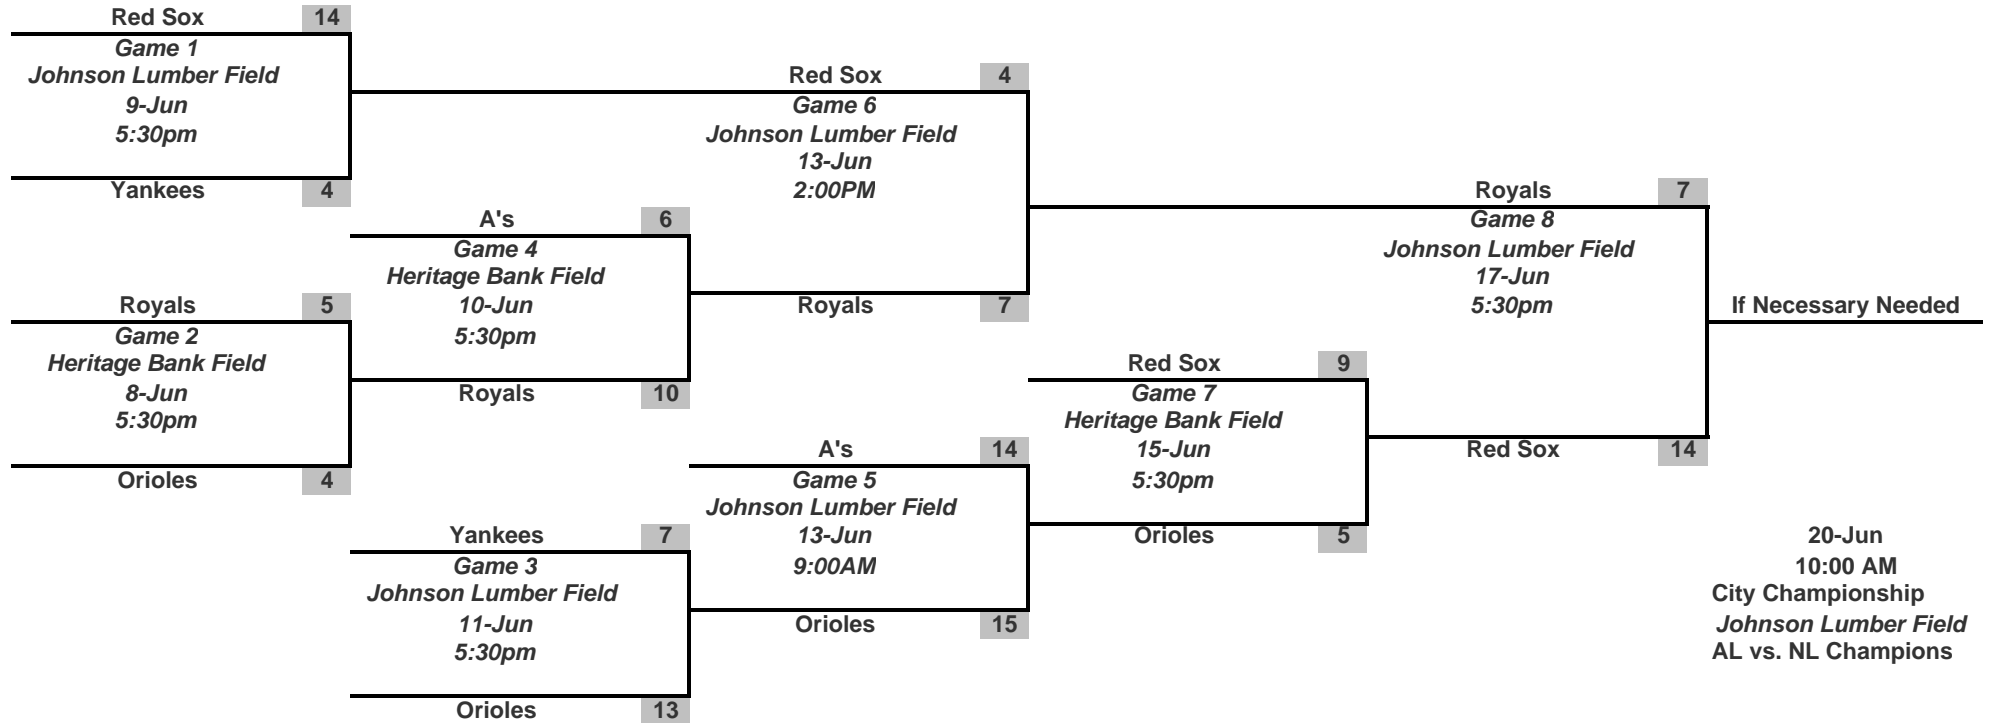 Red Sox 14
Game 1
Johnson Lumber Field
9-Jun
5:30pm
Yankees 4
Royals 5
Game 2
Heritage Bank Field
8-Jun
5:30pm
Orioles 4
A's 6
Game 4
Heritage Bank Field
10-Jun
5:30pm
Royals 10
Yankees 7
Game 3
Johnson Lumber Field
11-Jun
5:30pm
Orioles 13
Red Sox 4
Game 6
Johnson Lumber Field
13-Jun
2:00PM
Royals 7
A's 14
Game 5
Johnson Lumber Field
13-Jun
9:00AM
Orioles 15
Red Sox 9
Game 7
Heritage Bank Field
15-Jun
5:30pm
Orioles 5
Royals 7
Game 8
Johnson Lumber Field
17-Jun
5:30pm
Red Sox 14
If Necessary Needed
20-Jun
10:00 AM
City Championship
Johnson Lumber Field
AL vs. NL Champions